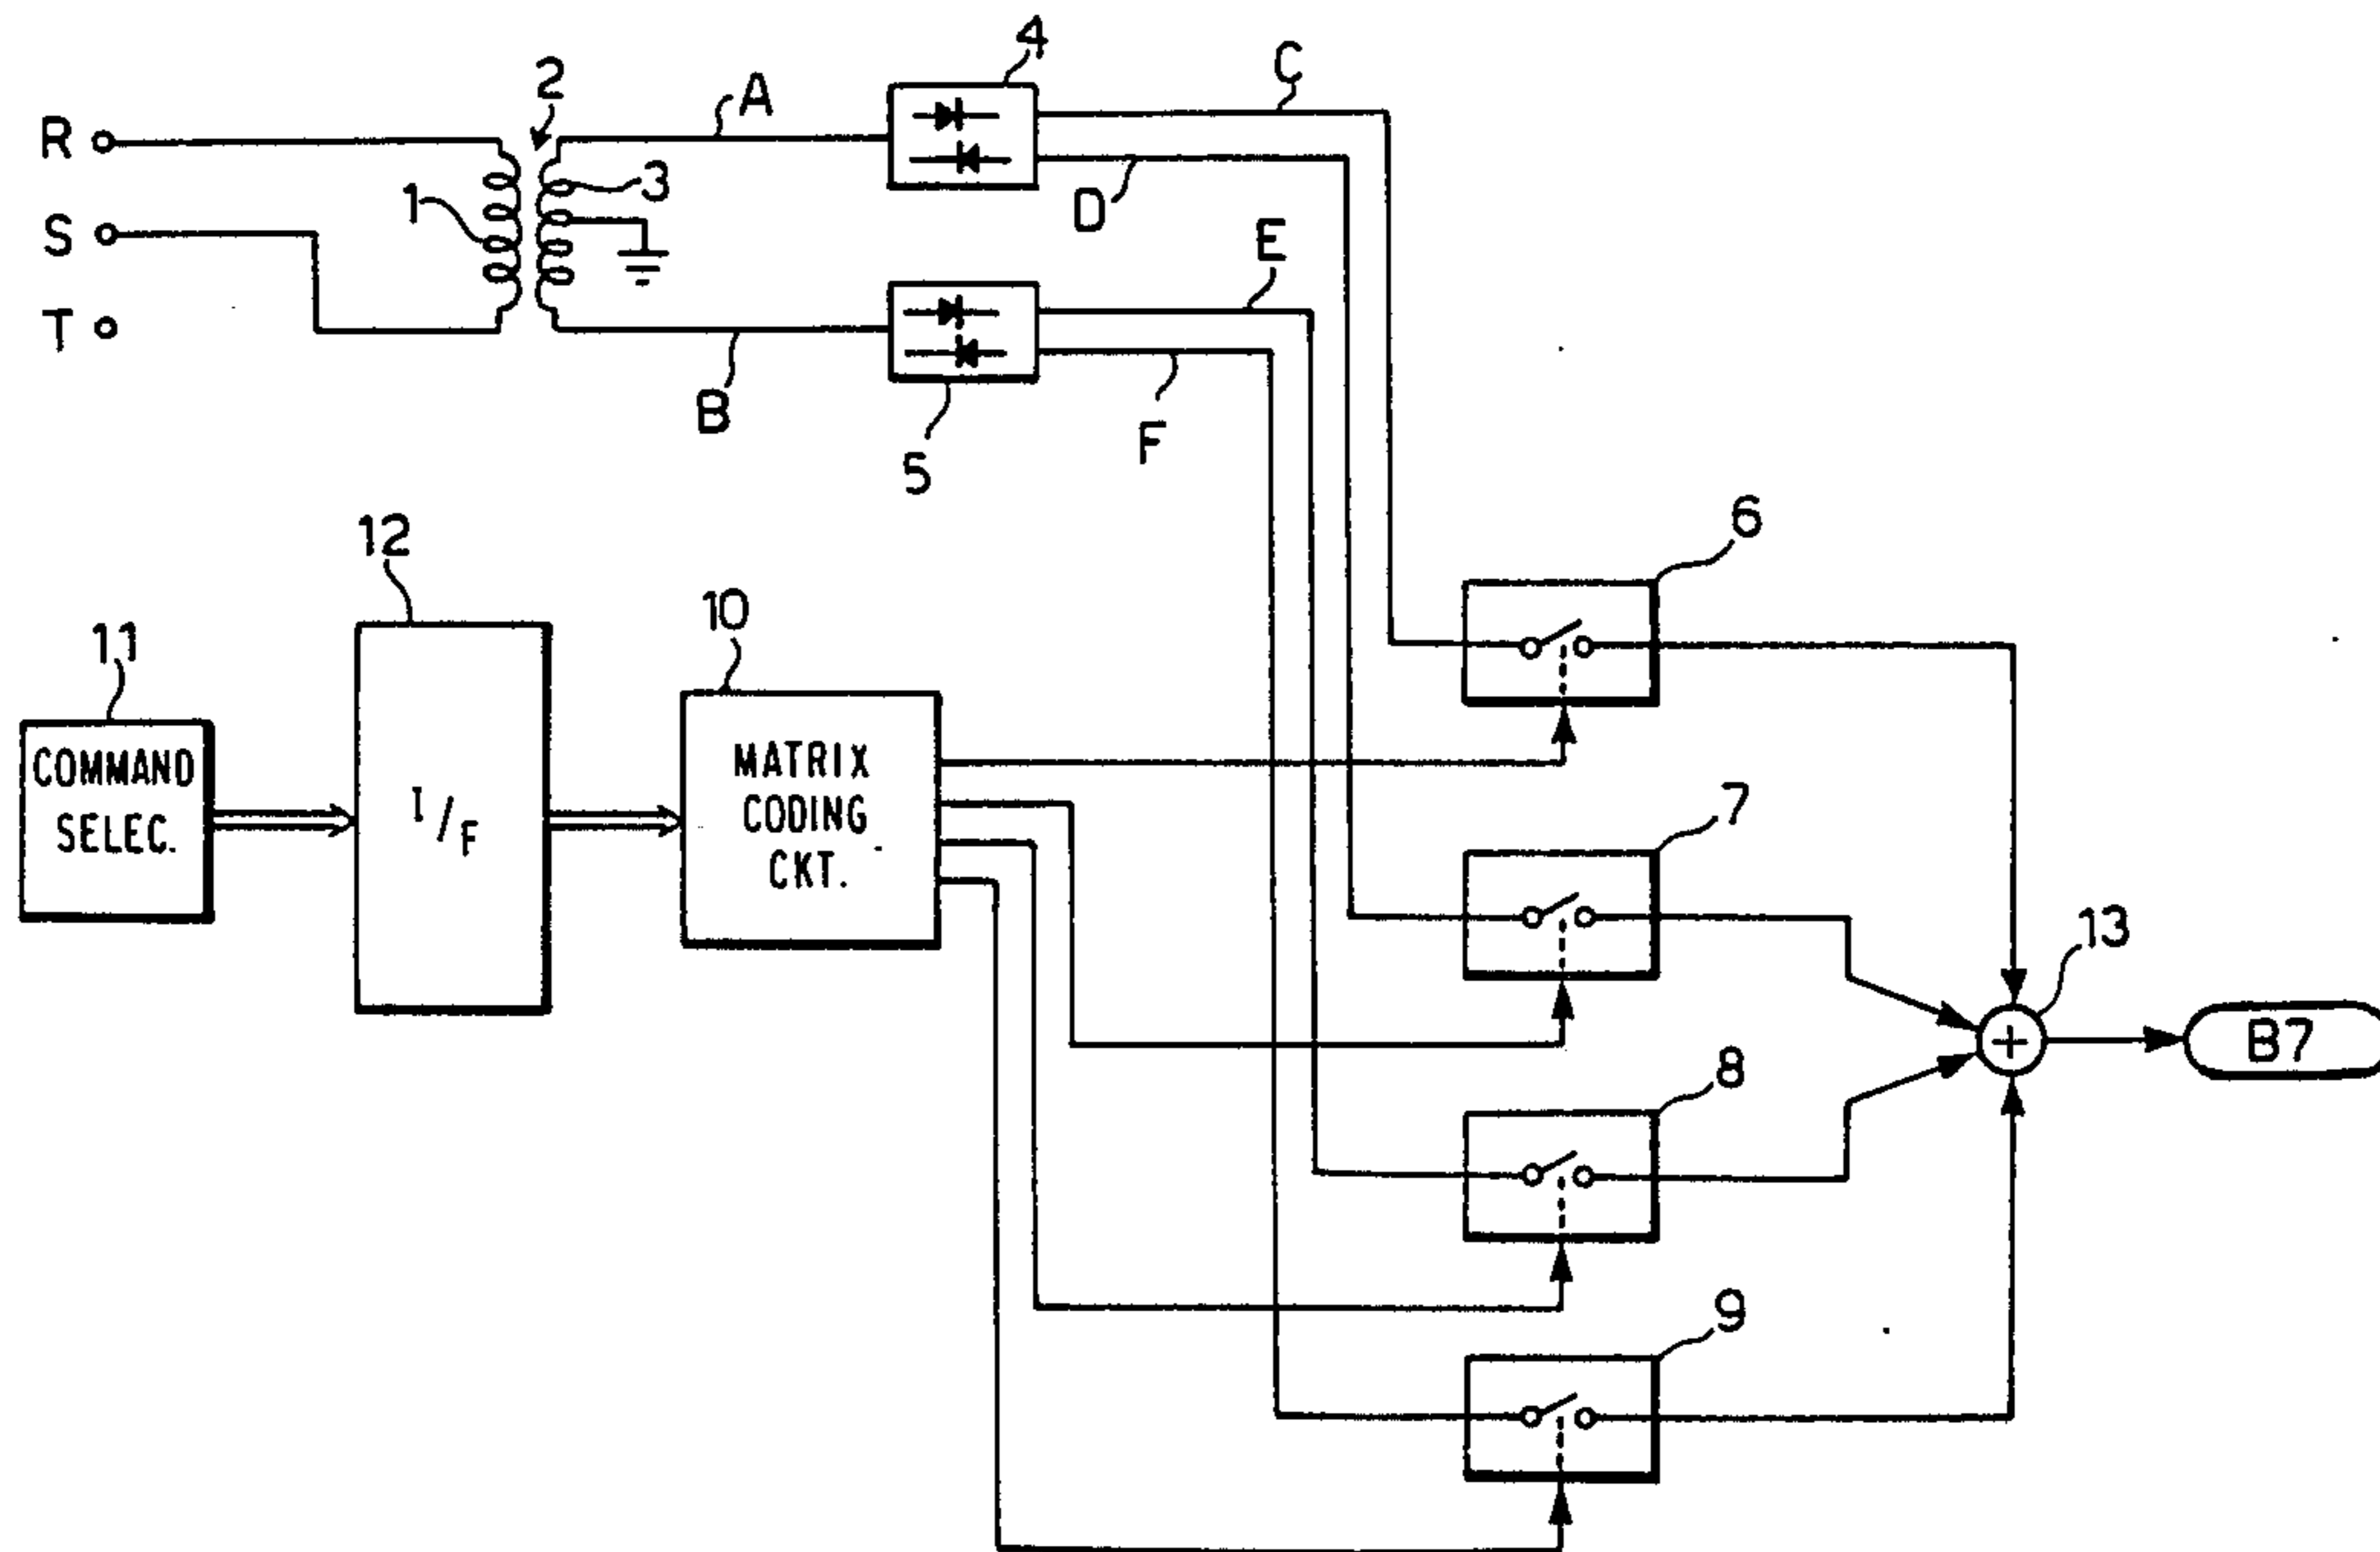 4
C
2
A
R
3
1
D
S
E
T
B
F
5
6
12
10
11
COMMAND
SELEC.
I/F
MATRIX
CODING
CKT.
7
13
B7
8
9